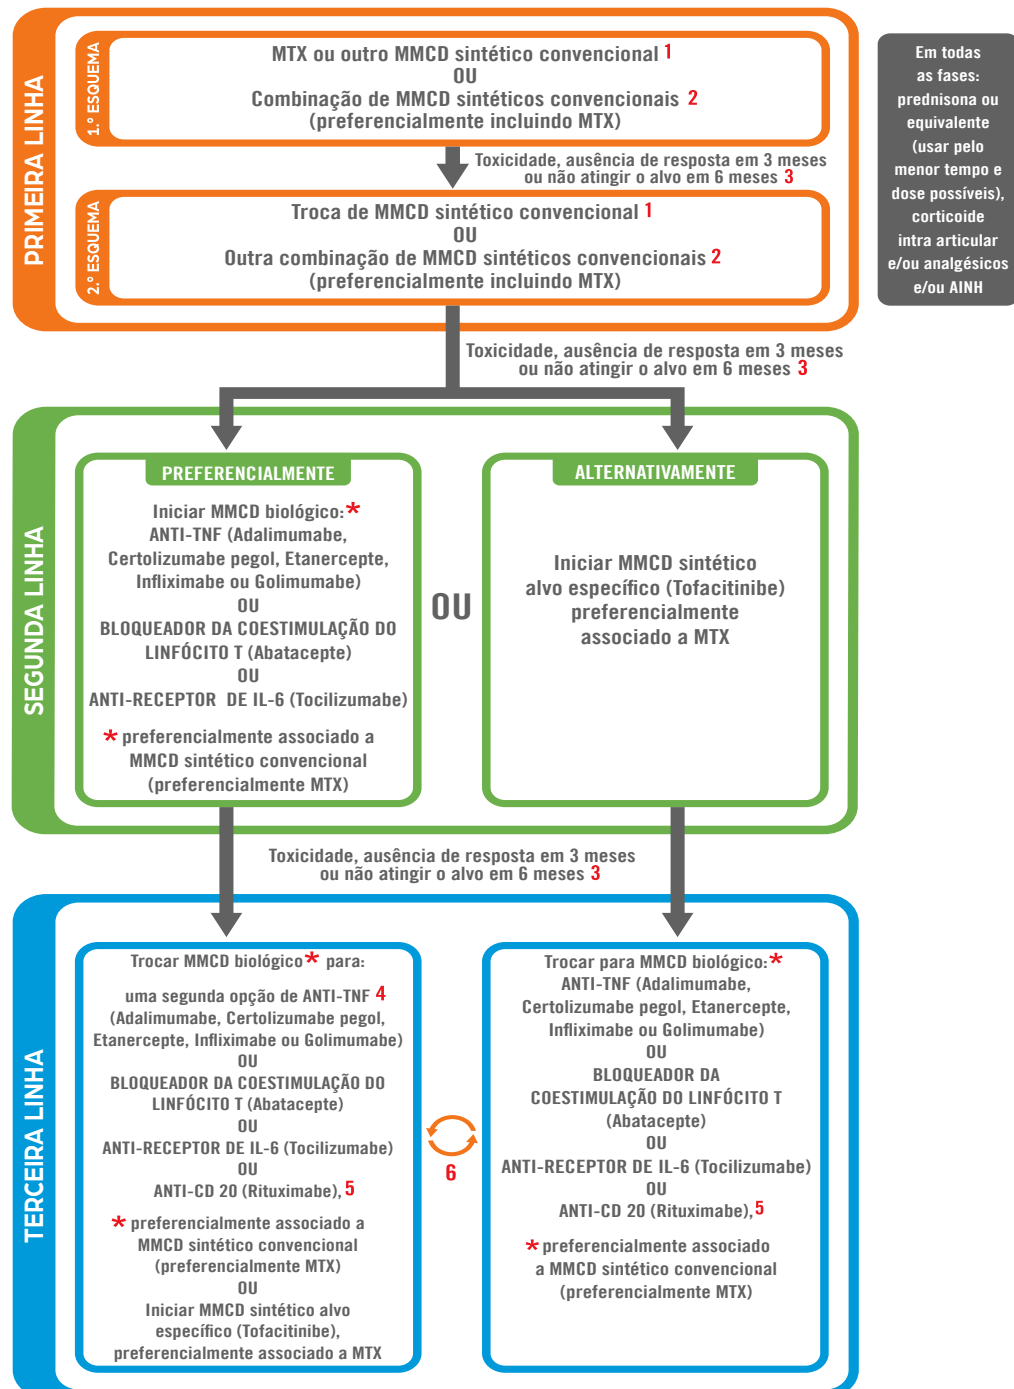 PRIMEIRA LINHA
1.º ESQUEMA
MTX ou outro MMCD sintético convencional 1
OU
Combinação de MMCD sintéticos convencionais 2
(preferencialmente incluindo MTX)
Toxicidade, ausência de resposta em 3 meses
ou não atingir o alvo em 6 meses 3
2.º ESQUEMA
Troca de MMCD sintético convencional 1
OU
Outra combinação de MMCD sintéticos convencionais 2
(preferencialmente incluindo MTX)
Em todas
as fases:
prednisona ou
equivalente
(usar pelo
menor tempo e
dose possíveis),
corticoide
intra articular
e/ou analgésicos
e/ou AINH
Toxicidade, ausência de resposta em 3 meses
ou não atingir o alvo em 6 meses 3
SEGUNDA LINHA
PREFERENCIALMENTE
Iniciar MMCD biológico:*
ANTI-TNF (Adalimumabe,
Certolizumabe pegol, Etanercepte,
Infliximabe ou Golimumabe)
OU
BLOQUEADOR DA COESTIMULAÇÃO DO
LINFÓCITO T (Abatacepte)
OU
ANTI-RECEPTOR DE IL-6 (Tocilizumabe)
* preferencialmente associado a
MMCD sintético convencional
(preferencialmente MTX)
OU
ALTERNATIVAMENTE
Iniciar MMCD sintético
alvo específico (Tofacitinibe)
preferencialmente
associado a MTX
Toxicidade, ausência de resposta em 3 meses
ou não atingir o alvo em 6 meses 3
TERCEIRA LINHA
Trocar MMCD biológico* para:
uma segunda opção de ANTI-TNF 4
(Adalimumabe, Certolizumabe pegol,
Etanercepte, Infliximabe ou Golimumabe)
OU
BLOQUEADOR DA COESTIMULAÇÃO DO
LINFÓCITO T (Abatacepte)
OU
ANTI-RECEPTOR DE IL-6 (Tocilizumabe)
OU
ANTI-CD 20 (Rituximabe),5
* preferencialmente associado a
MMCD sintético convencional
(preferencialmente MTX)
OU
Iniciar MMCD sintético alvo
específico (Tofacitinibe),
preferencialmente associado a MTX
6
Trocar para MMCD biológico:*
ANTI-TNF (Adalimumabe,
Certolizumabe pegol, Etanercepte,
Infliximabe ou Golimumabe)
OU
BLOQUEADOR DA
COESTIMULAÇÃO DO LINFÓCITO T
(Abatacepte)
OU
ANTI-RECEPTOR DE IL-6 (Tocilizumabe)
OU
ANTI-CD 20 (Rituximabe),5
* preferencialmente associado
a MMCD sintético convencional
(preferencialmente MTX)